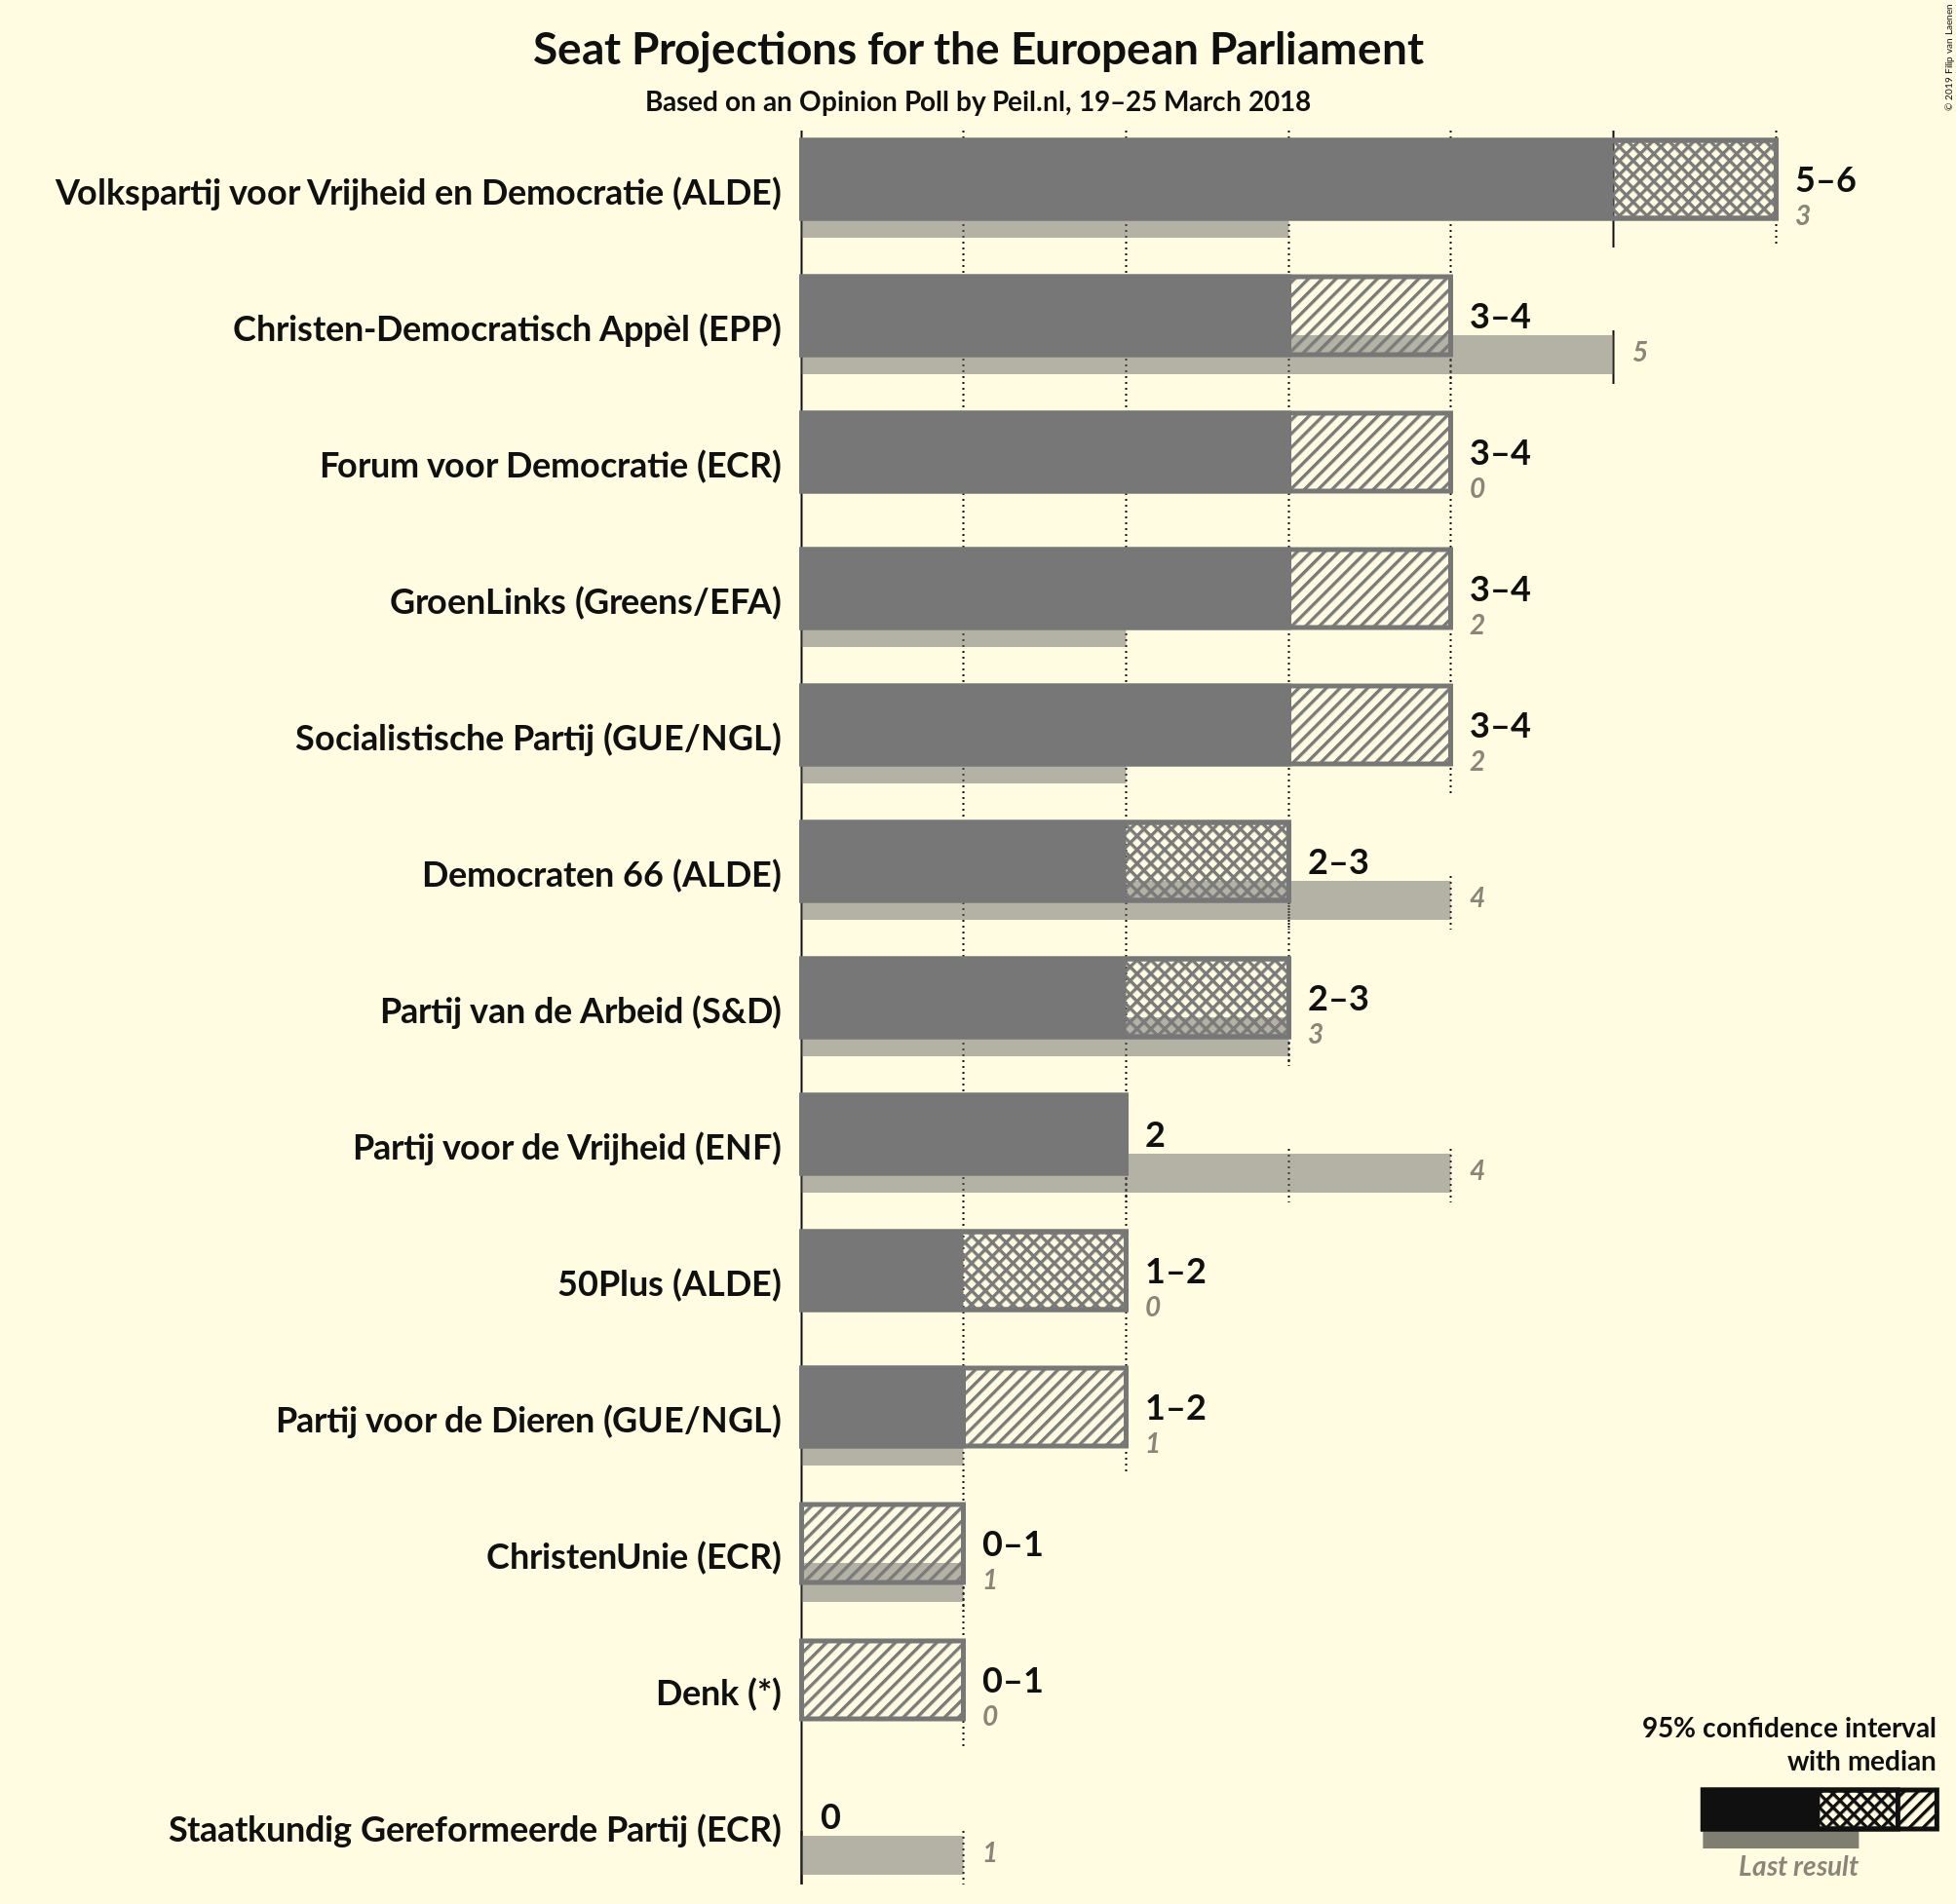 Seat Projections for the European Parliament
Based on an Opinion Poll by Peil.nl, 19–25 March 2018
© 2019 Filip van Laenen
Volkspartij voor Vrijheid en Democratie (ALDE)
5–6
3
Christen-Democratisch Appèl (EPP)
3–4
5
Forum voor Democratie (ECR)
3–4
0
GroenLinks (Greens/EFA)
3–4
2
Socialistische Partij (GUE/NGL)
3–4
2
Democraten 66 (ALDE)
2–3
4
Partij van de Arbeid (S&D)
2–3
3
Partij voor de Vrijheid (ENF)
2
4
50Plus (ALDE)
1–2
0
Partij voor de Dieren (GUE/NGL)
1–2
1
ChristenUnie (ECR)
0–1
1
Denk (*)
0–1
0
Staatkundig Gereformeerde Partij (ECR)
0
1
95% confidence interval
with median
Last result